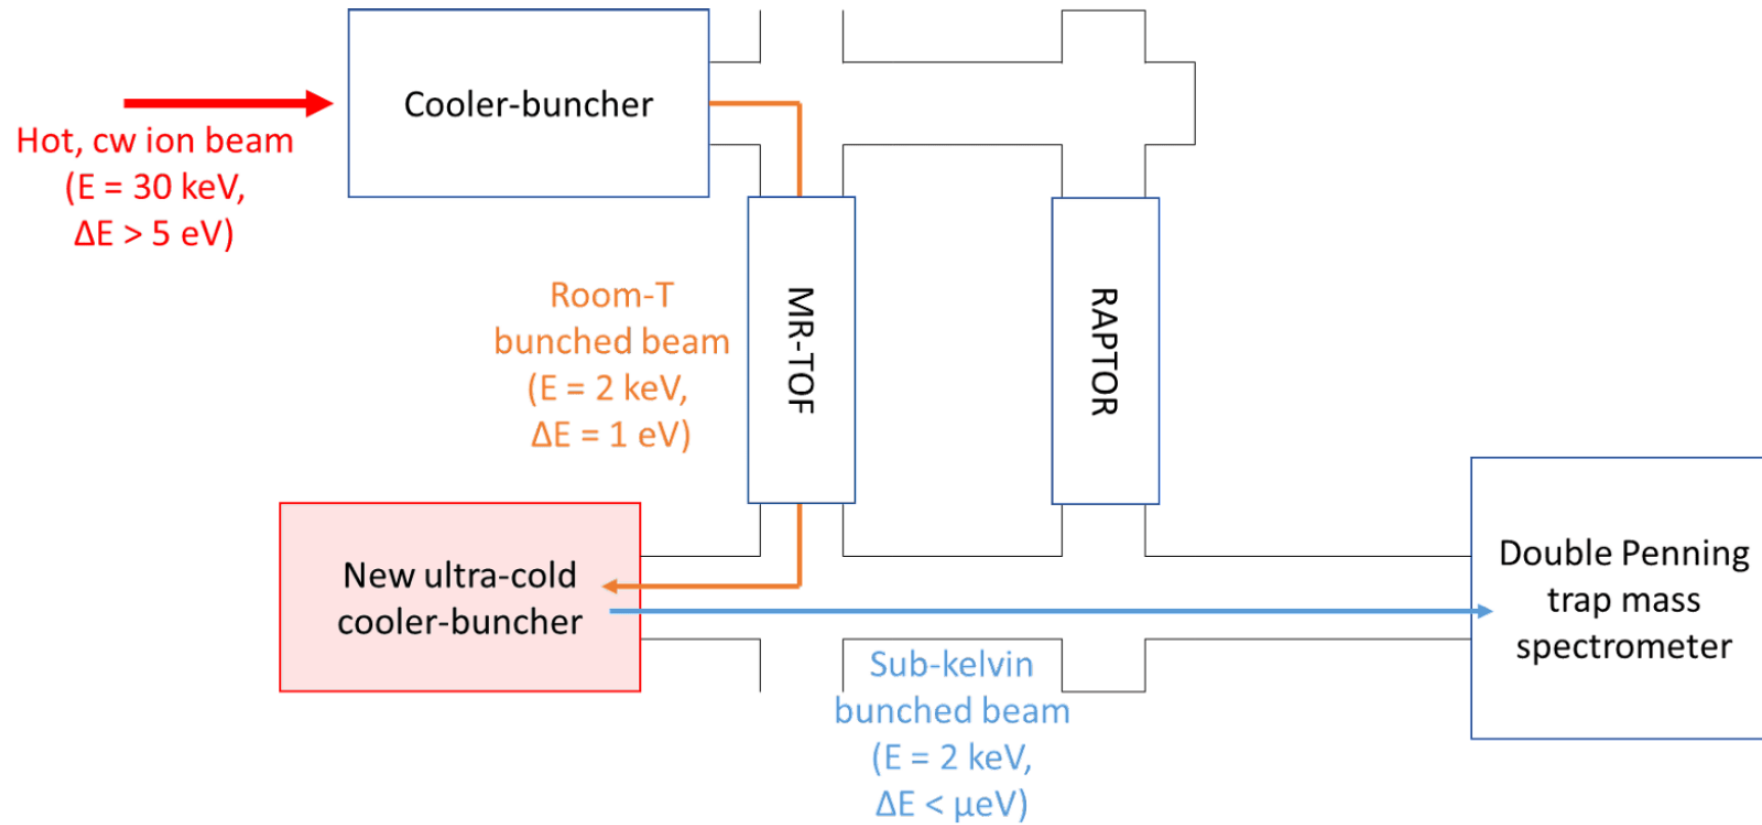 Cooler-buncher
Hot, cw ion beam
(E = 30 keV,
ΔE > 5 eV)
Room-T
bunched beam
(E = 2 keV,
ΔE = 1 eV)
MR-TOF
RAPTOR
New ultra-cold
cooler-buncher
Double Penning
trap mass
spectrometer
Sub-kelvin
bunched beam
(E = 2 keV,
ΔE < μeV)